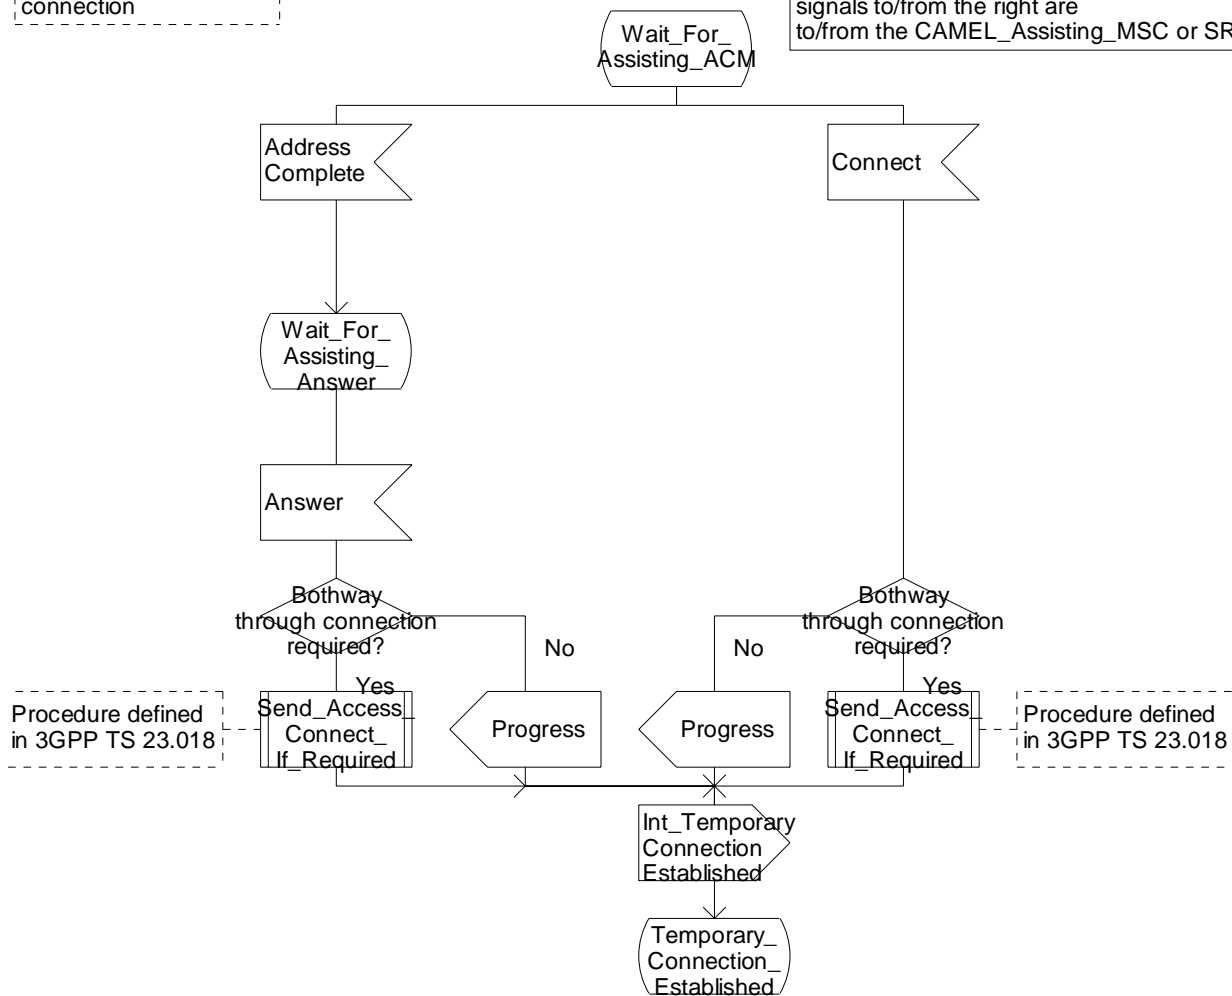 connection
signals to/from the right are
to/from the CAMEL_Assisting_MSC or SR
Wait_For_
Assisting_ACM
Address
Complete
Connect
Wait_For_
Assisting_
Answer
Answer
Bothway
through connection
required?
No
Yes
Bothway
through connection
required?
No
Yes
Procedure defined
in 3GPP TS 23.018
Send_Access_
Connect_
If_Required
Progress
Progress
Send_Access_
Connect_
If_Required
Procedure defined
in 3GPP TS 23.018
Int_Temporary
Connection
Established
Temporary_
Connection_
Established